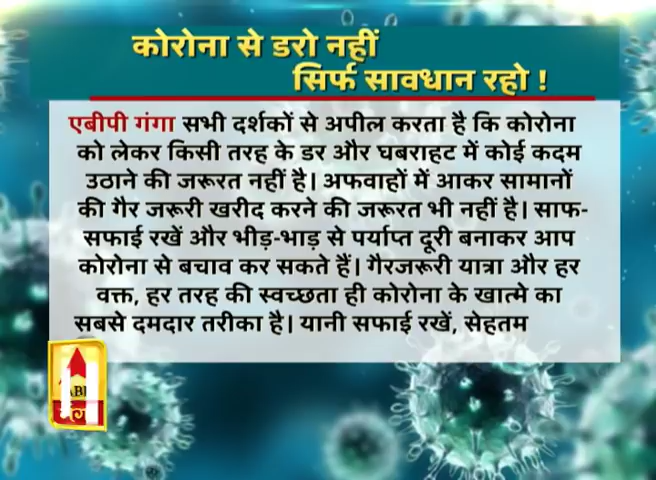 कोरोना से डरो नहीं
सिर्फ सावधान रहो !
एबीपी गंगा सभी दर्शकों से अपील करता है कि कोरोना
को लेकर किसी तरह के डर और घबराहट में कोई कदम
उठाने की जरूरत नहीं है। अफवाहों में आकर सामानों
की गैर जरूरी खरीद करने की जरूरत भी नहीं है। साफ-
सफाई रखें और भीड़-भाड़ से पर्याप्त दूरी बनाकर आप
कोरोना से बचाव कर सकते हैं। गैरजरूरी यात्रा और हर
वक्त, हर तरह की स्वच्छता ही कोरोना के खात्मे का
सबसे दमदार तरीका है। यानी सफाई रखें, सेहतम